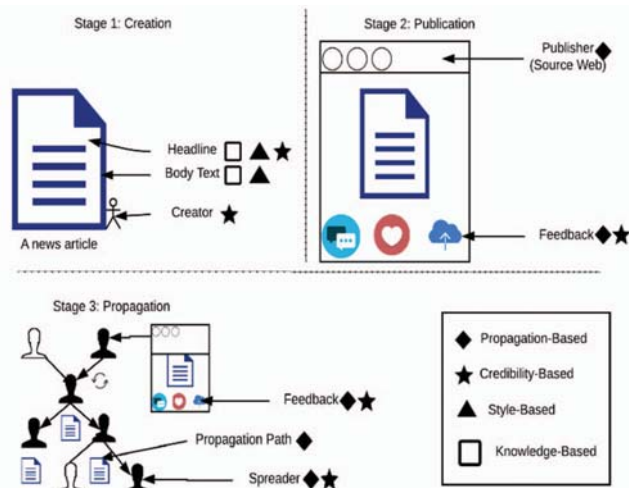 Stage 1: Creation
Headline
Body Text
Creator
A news article
Stage 2: Publication
Publisher
(Source Web)
Feedback
Stage 3: Propagation
Feedback
Propagation Path
Spreader
Propagation-Based
Credibility-Based
Style-Based
Knowledge-Based